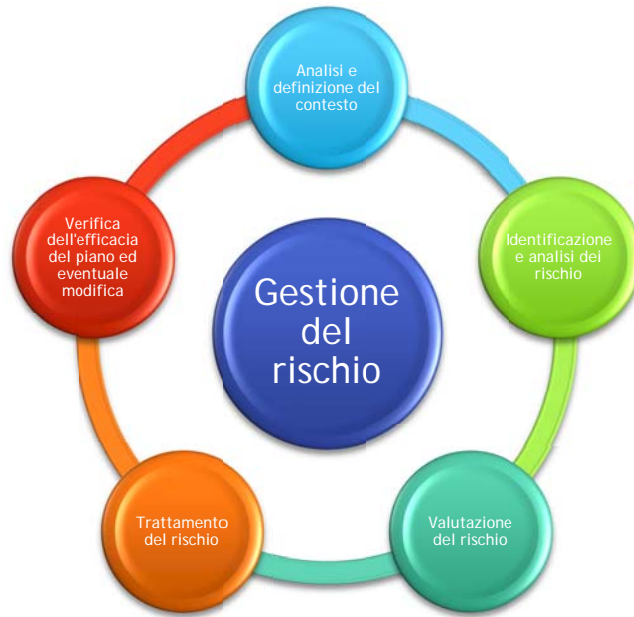 Analisi e
definizione del
contesto
Identificazione
e analisi dei
rischio
Valutazione
del rischio
Trattamento
del rischio
Verifica
dell'efficacia
del piano ed
eventuale
modifica
Gestione
del
rischio